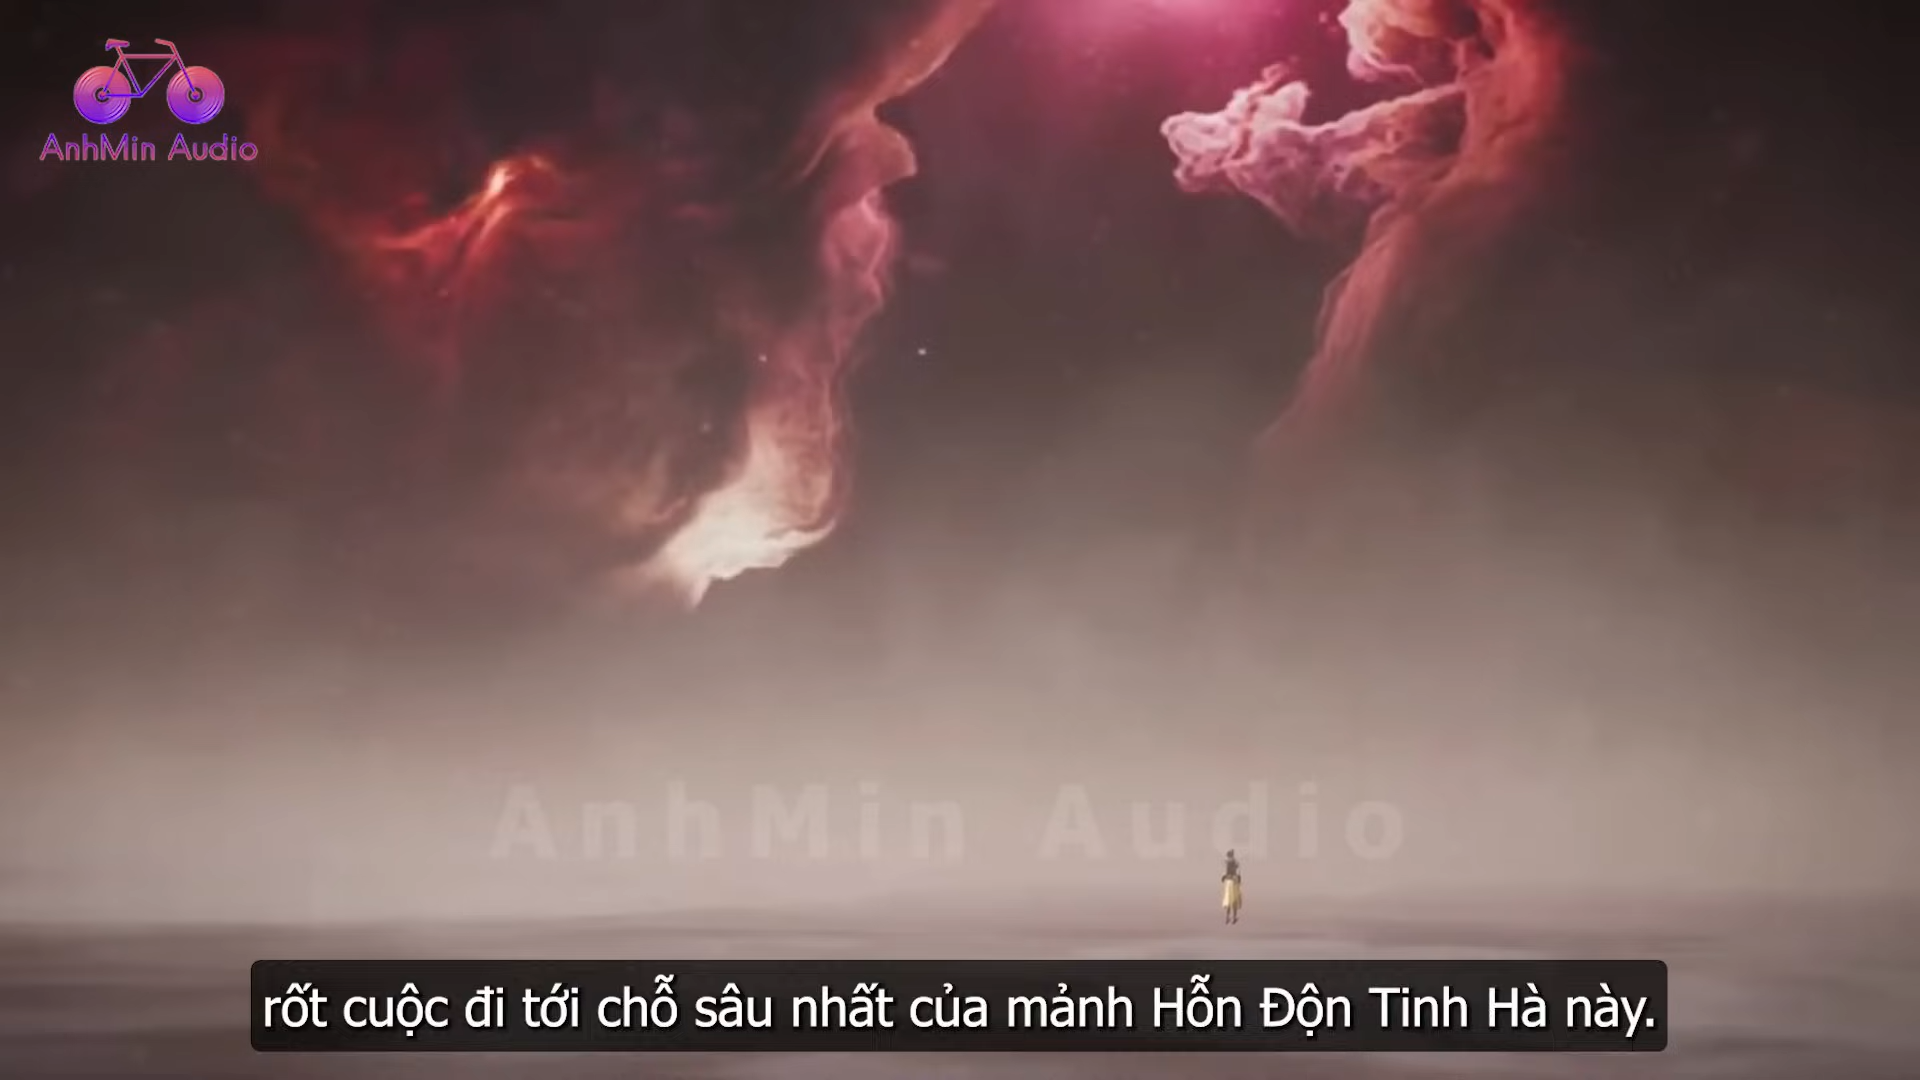 AnhMin Audio
AnhMin Audio
rốt cuộc đi tới chỗ sâu nhất của mảnh Hỗn Độn Tinh Hà này.